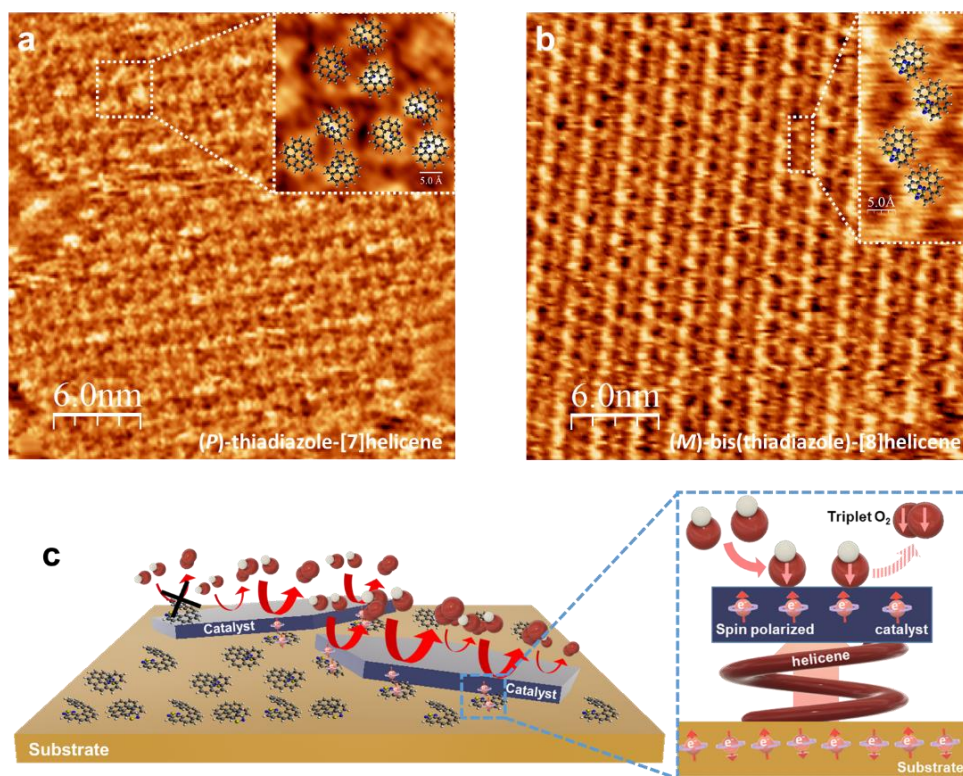 a
5.0 Å
6.0nm
(P)-thiadiazole-[7]helicene
b
5.0Å
6.0nm
(M)-bis(thiadiazole)-[8]helicene
c
Catalyst
Catalyst
Substrate
Triplet O₂
e⁻ e⁻ e⁻ e⁻
Spin polarized catalyst
helicene
e⁻ e⁻ e⁻ e⁻ e⁻ e⁻ e⁻ e⁻
Substrate